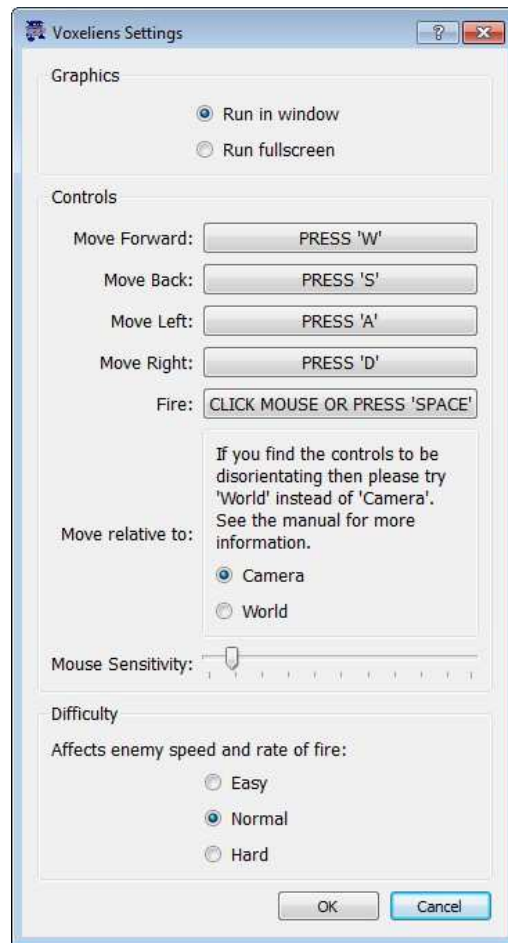 Voxeliens Settings
Graphics
Run in window
Run fullscreen
Controls
Move Forward: PRESS 'W'
Move Back: PRESS 'S'
Move Left: PRESS 'A'
Move Right: PRESS 'D'
Fire: CLICK MOUSE OR PRESS 'SPACE'
If you find the controls to be
disorientating then please try
'World' instead of 'Camera'.
See the manual for more
information.
Move relative to:
Camera
World
Mouse Sensitivity:
Difficulty
Affects enemy speed and rate of fire:
Easy
Normal
Hard
OK Cancel